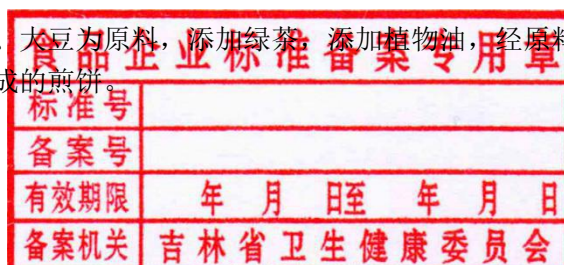 大豆为原料，添加绿茶，添加植物油，经原料
食品企业标准备案专用章
成的煎饼。
标准号
备案号
有效期限 年 月 日至 年 月 日
备案机关 吉林省卫生健康委员会